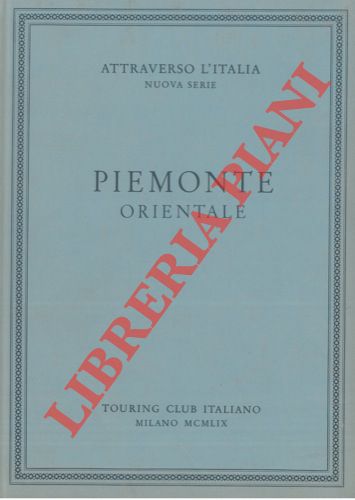 ATTRAVERSO L'ITALIA
NUOVA SERIE
PIEMONTE
ORIENTALE
LIBRERIA PIANI
TOURING CLUB ITALIANO
MILANO MCMLIX